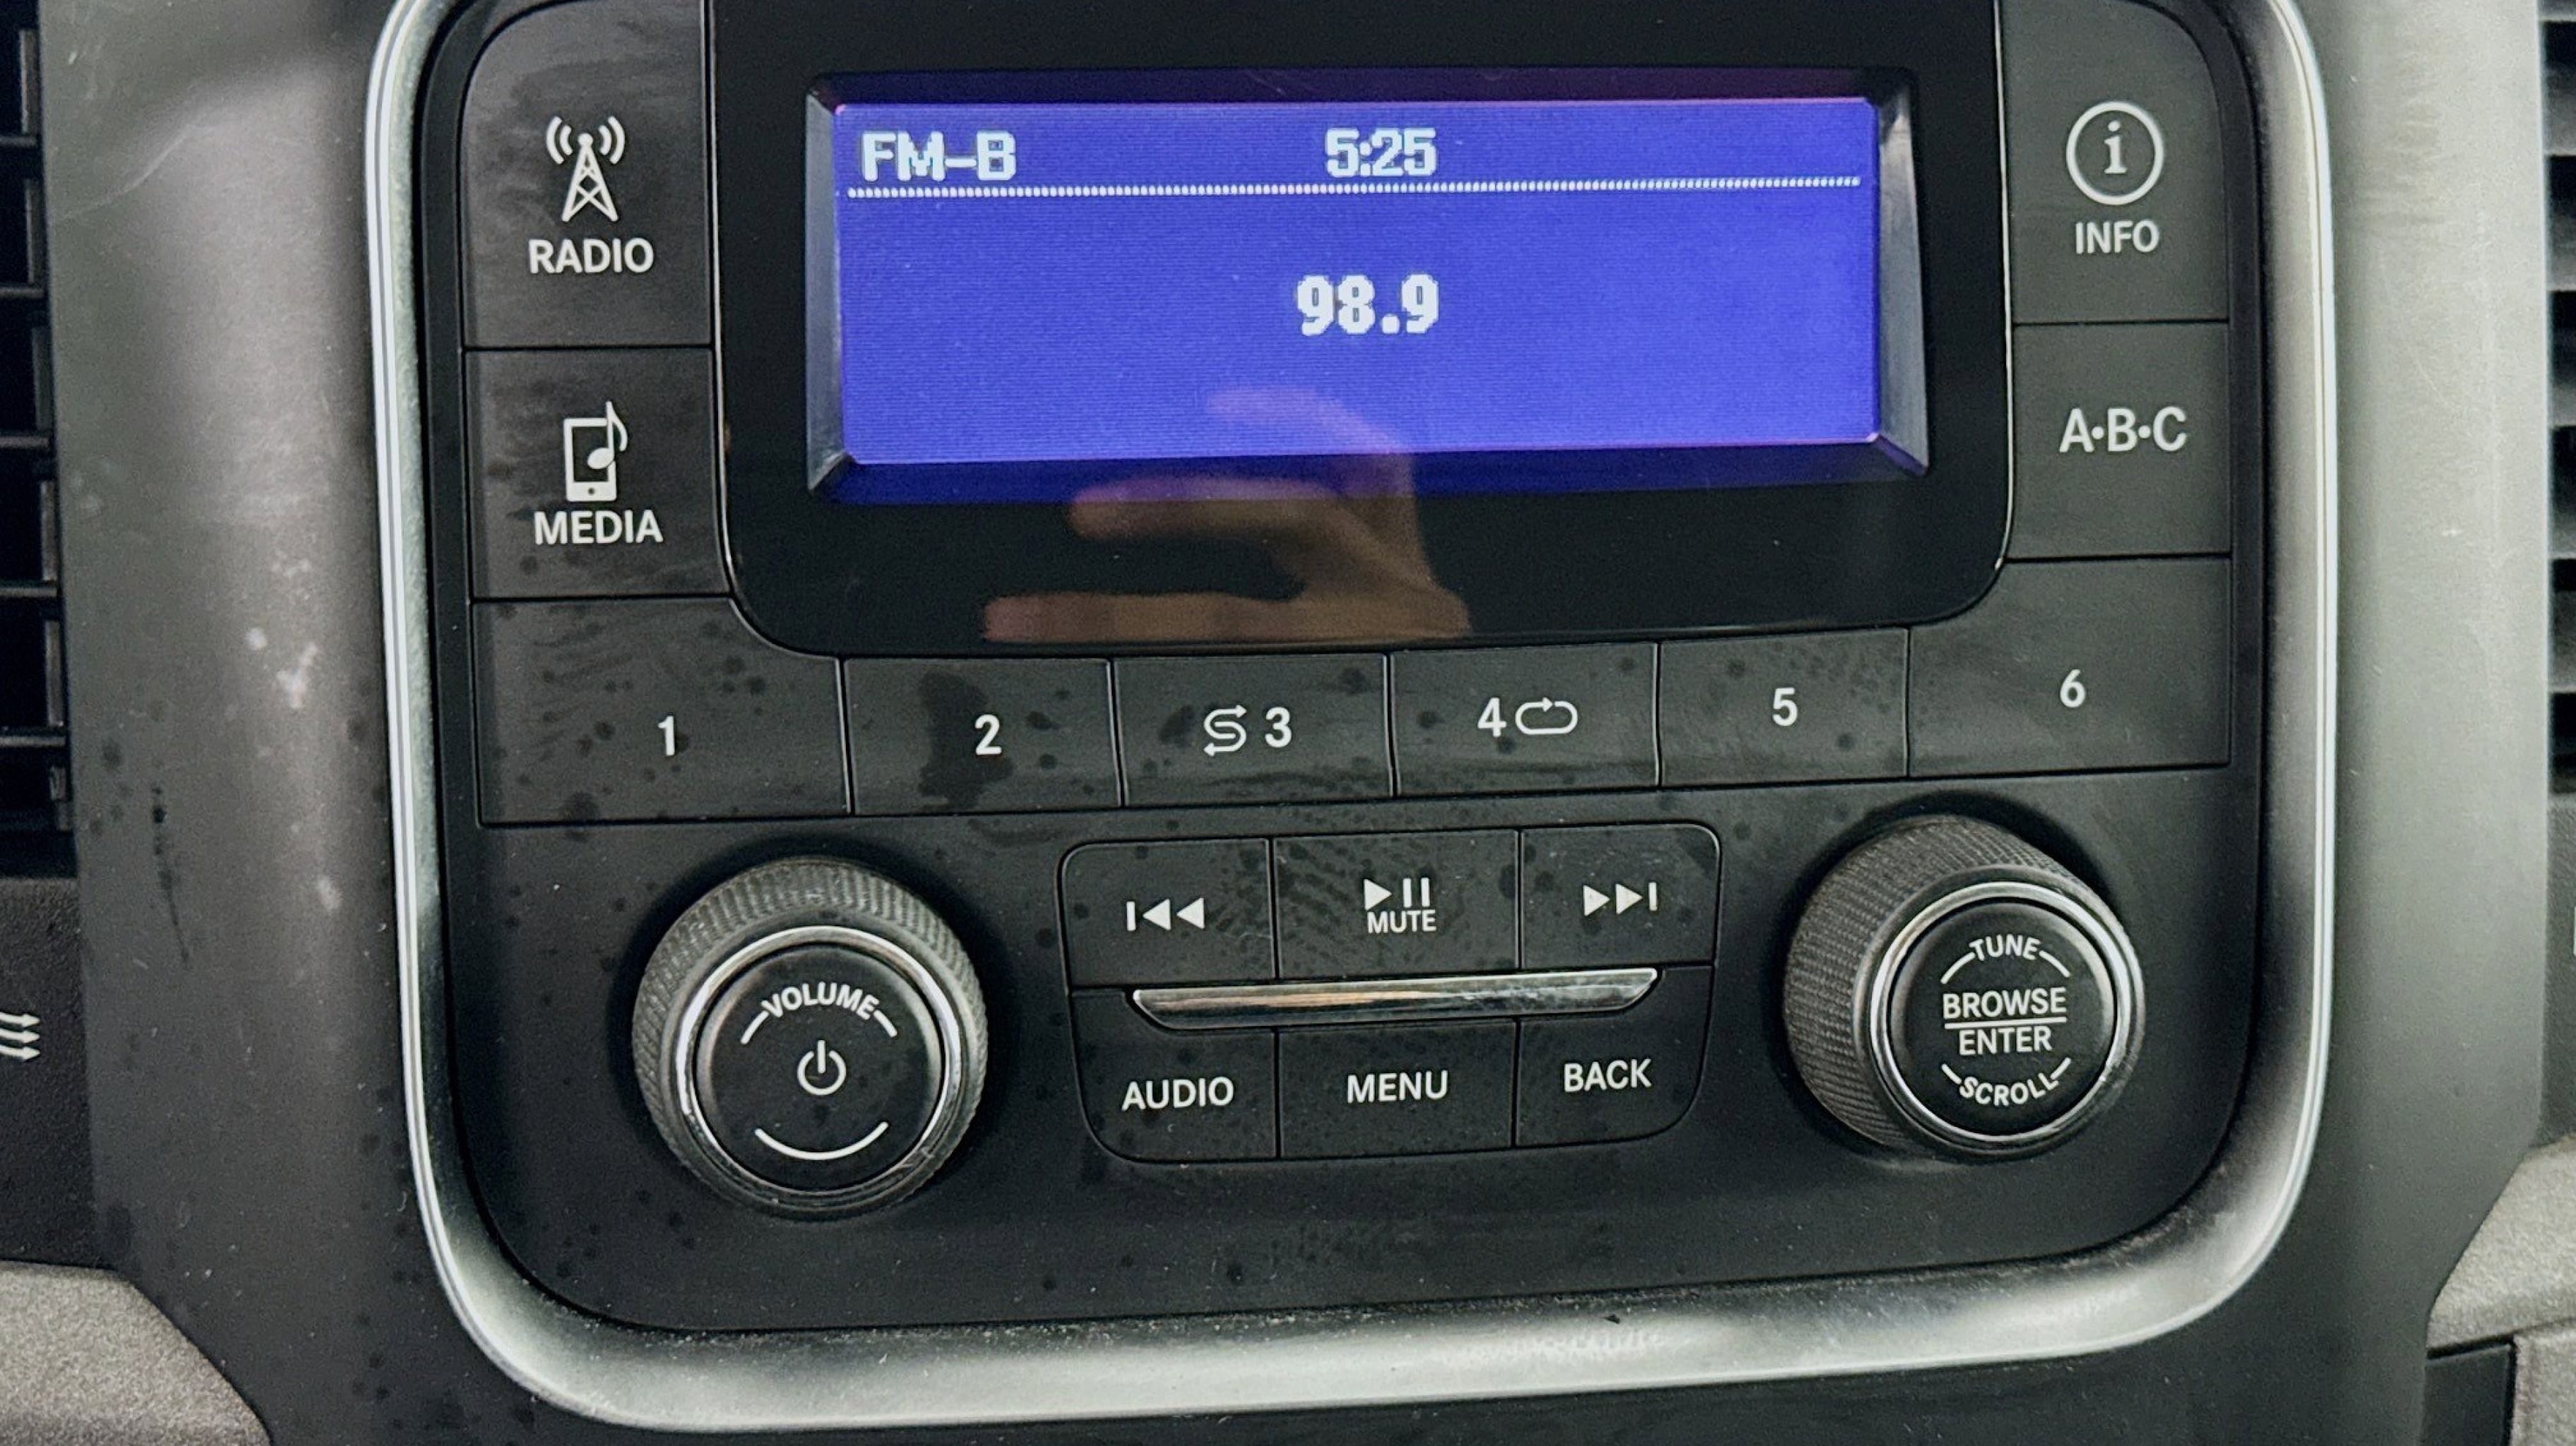 FM-B 5:25
98.9
RADIO
INFO
MEDIA
A•B•C
1 2 3 4 5 6
MUTE
VOLUME
TUNE
BROWSE
ENTER
SCROLL
AUDIO MENU BACK